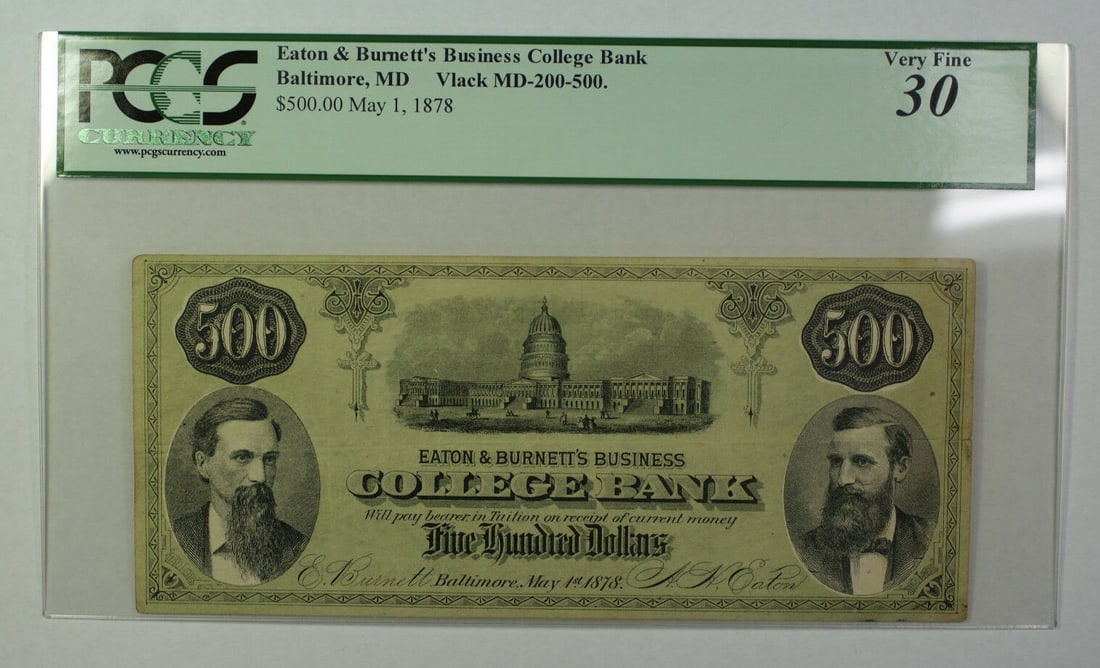 PCGS
CURRENCY
www.pcgscurrency.com
Eaton & Burnett's Business College Bank
Baltimore, MD Vlack MD-200-500.
$500.00 May 1, 1878
Very Fine
30
500
500
EATON & BURNETT'S BUSINESS
COLLEGE BANK
Will pay bearer in Tuition on receipt of current money
Five Hundred Dollars
E. Burnett Baltimore, May 1st 1878. A. H. Eaton